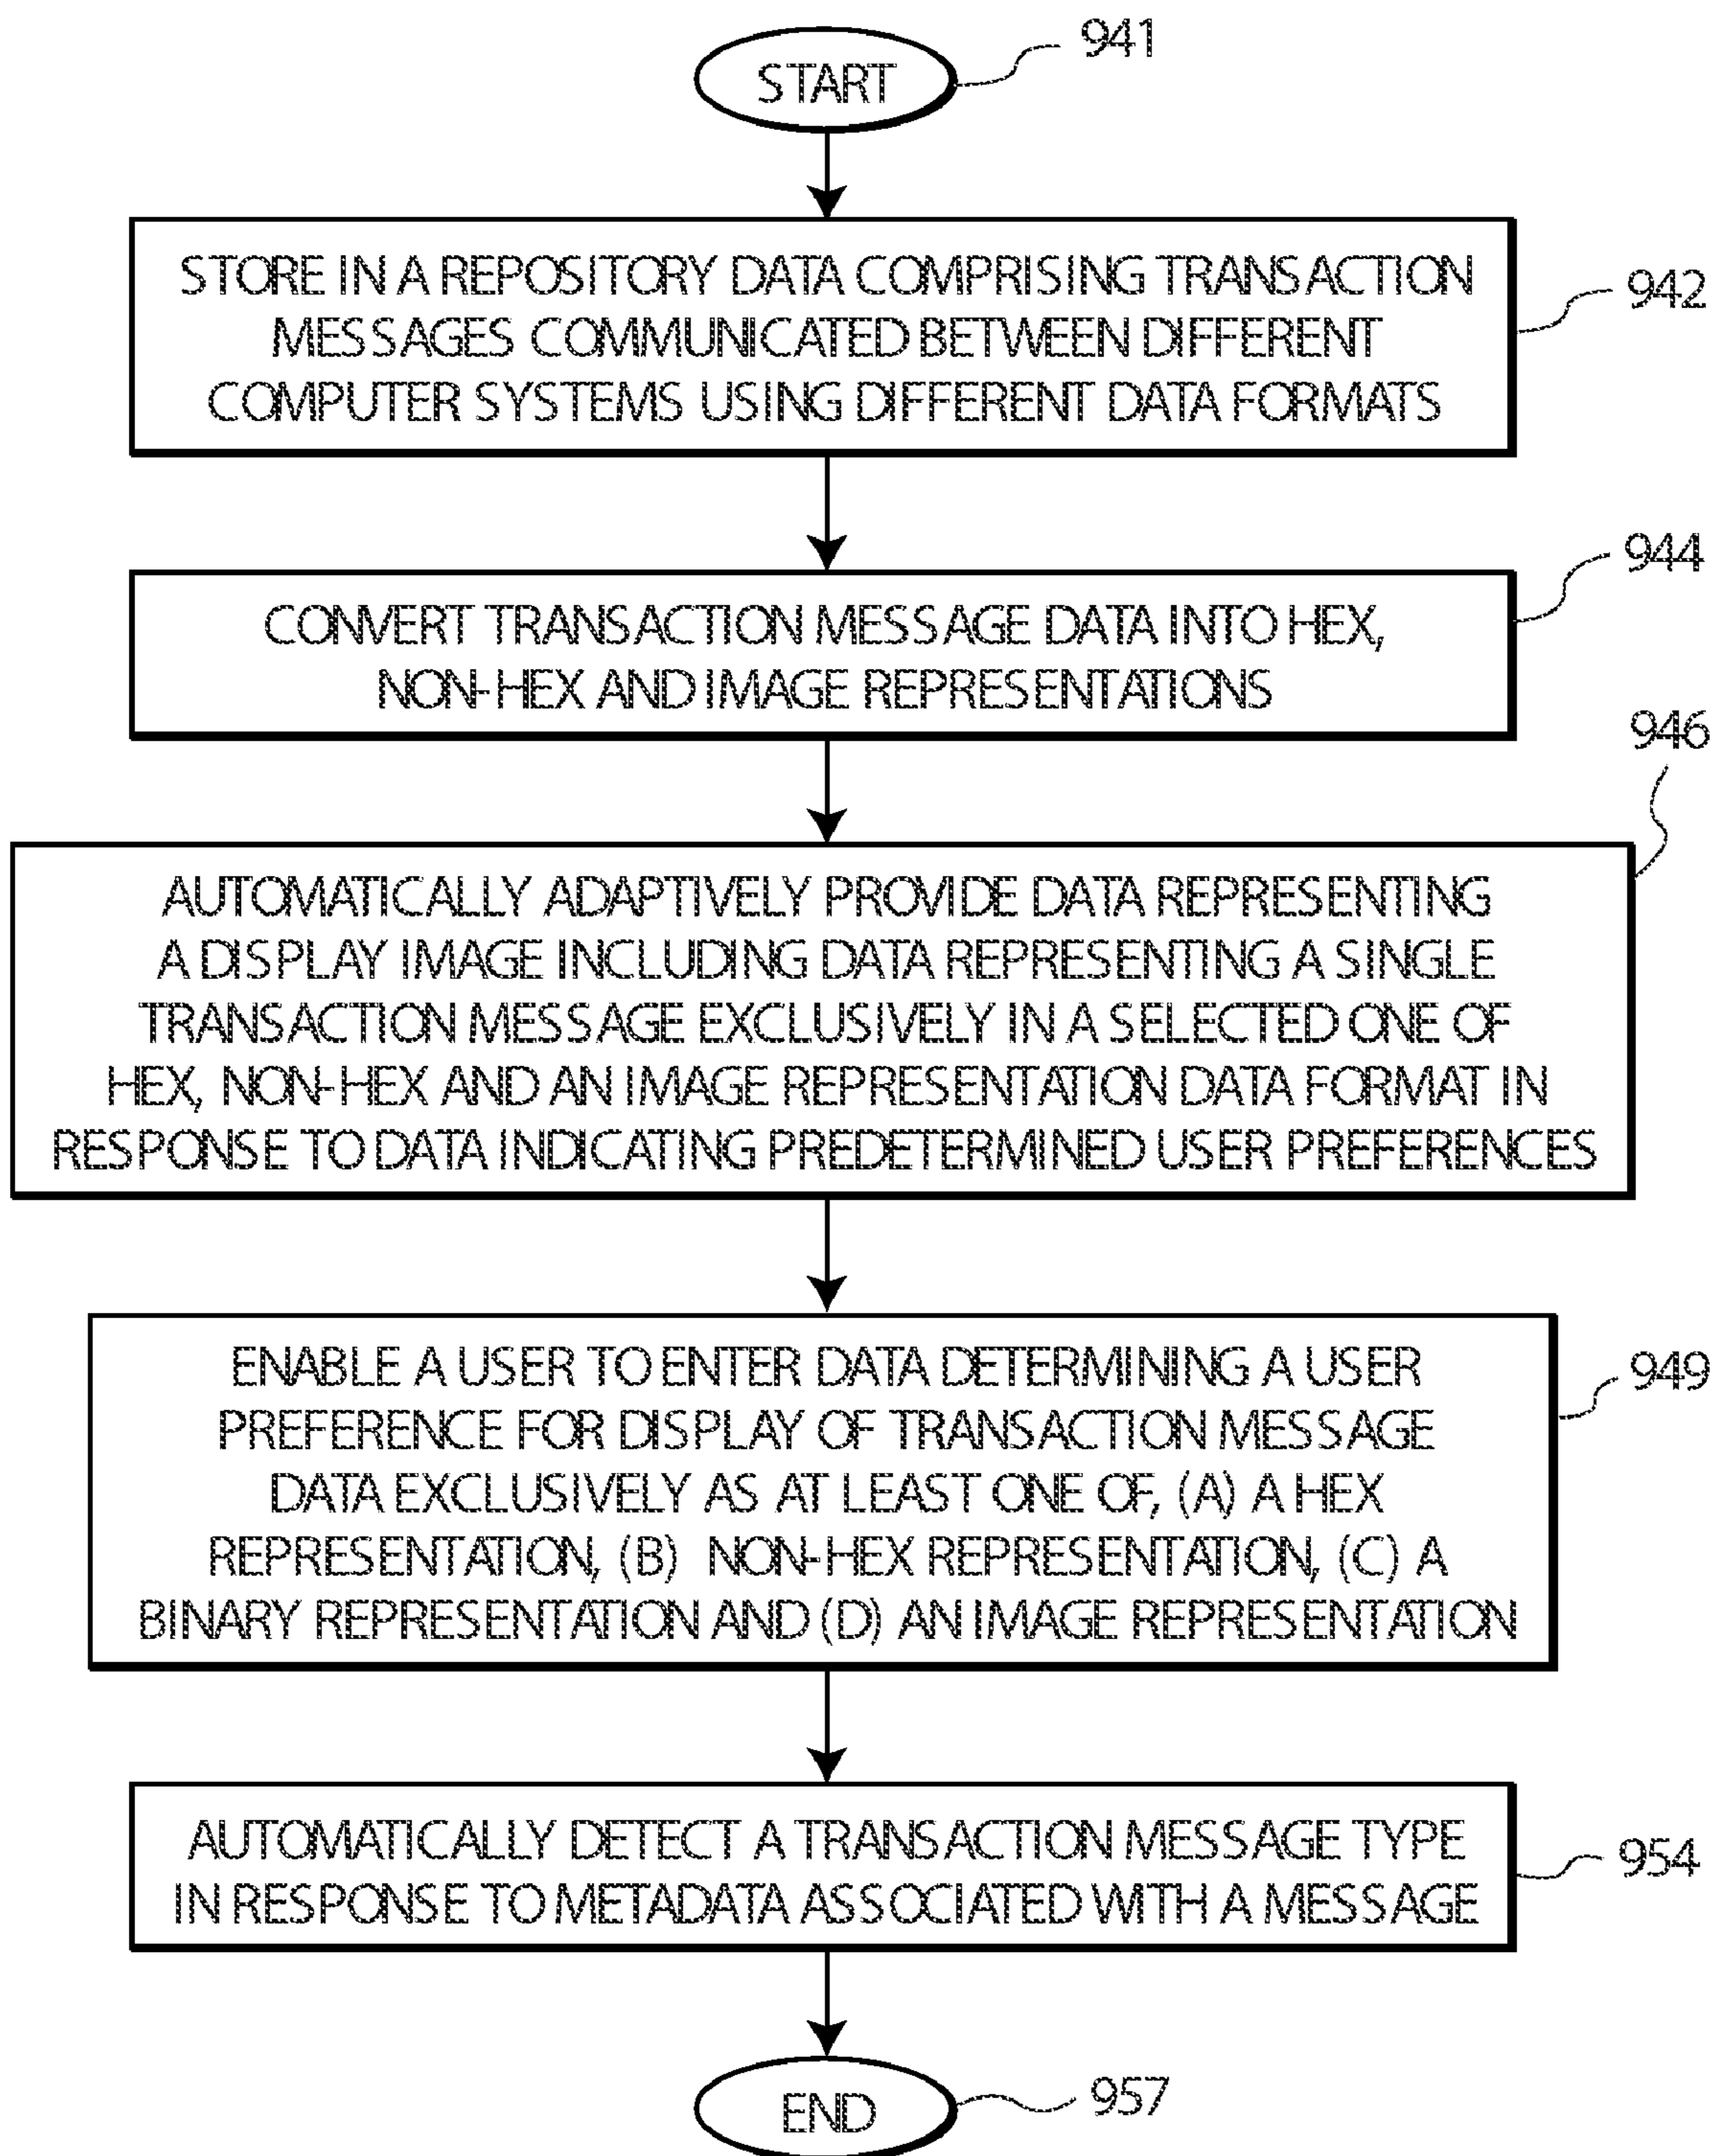 START
941
STORE IN A REPOSITORY DATA COMPRISING TRANSACTION
MESSAGES COMMUNICATED BETWEEN DIFFERENT
COMPUTER SYSTEMS USING DIFFERENT DATA FORMATS
942
CONVERT TRANSACTION MESSAGE DATA INTO HEX,
NON-HEX AND IMAGE REPRESENTATIONS
944
AUTOMATICALLY ADAPTIVELY PROVIDE DATA REPRESENTING
A DISPLAY IMAGE INCLUDING DATA REPRESENTING A SINGLE
TRANSACTION MESSAGE EXCLUSIVELY IN A SELECTED ONE OF
HEX, NON-HEX AND AN IMAGE REPRESENTATION DATA FORMAT IN
RESPONSE TO DATA INDICATING PREDETERMINED USER PREFERENCES
946
ENABLE A USER TO ENTER DATA DETERMINING A USER
PREFERENCE FOR DISPLAY OF TRANSACTION MESSAGE
DATA EXCLUSIVELY AS AT LEAST ONE OF, (A) A HEX
REPRESENTATION, (B) NON-HEX REPRESENTATION, (C) A
BINARY REPRESENTATION AND (D) AN IMAGE REPRESENTATION
949
AUTOMATICALLY DETECT A TRANSACTION MESSAGE TYPE
IN RESPONSE TO METADATA ASSOCIATED WITH A MESSAGE
954
END
957